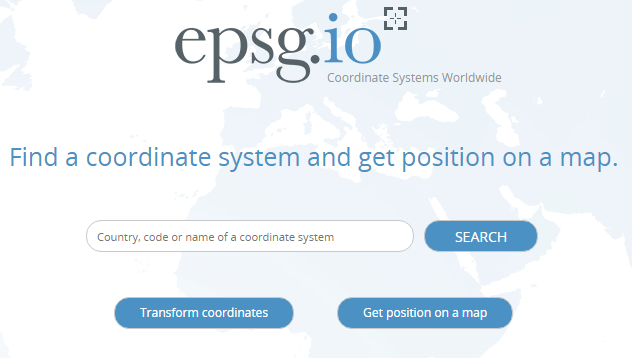 epsg.io
Coordinate Systems Worldwide
Find a coordinate system and get position on a map.
Country, code or name of a coordinate system
SEARCH
Transform coordinates
Get position on a map